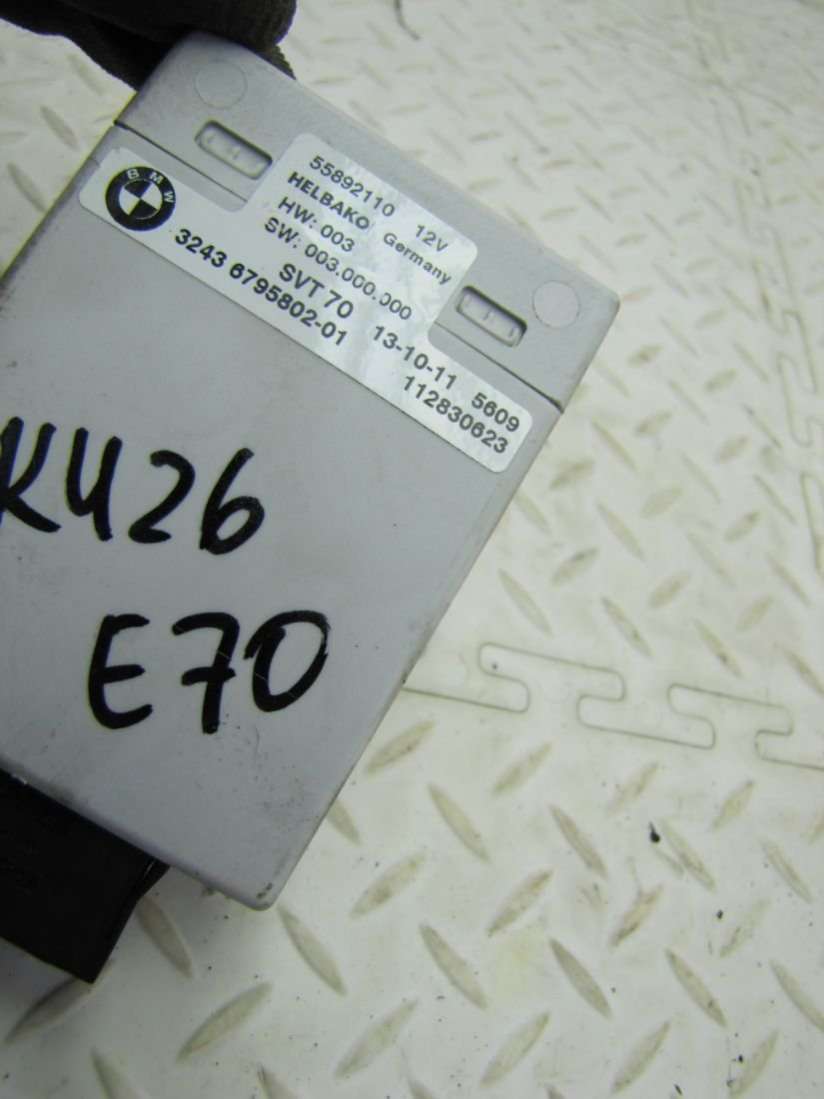 BMW
55892110 12V
HELBAKO Germany
HW: 003
SW: 003.000.000
SVT 70 13-10-11 5609
3243 6795802-01 112830623
KU26
E70